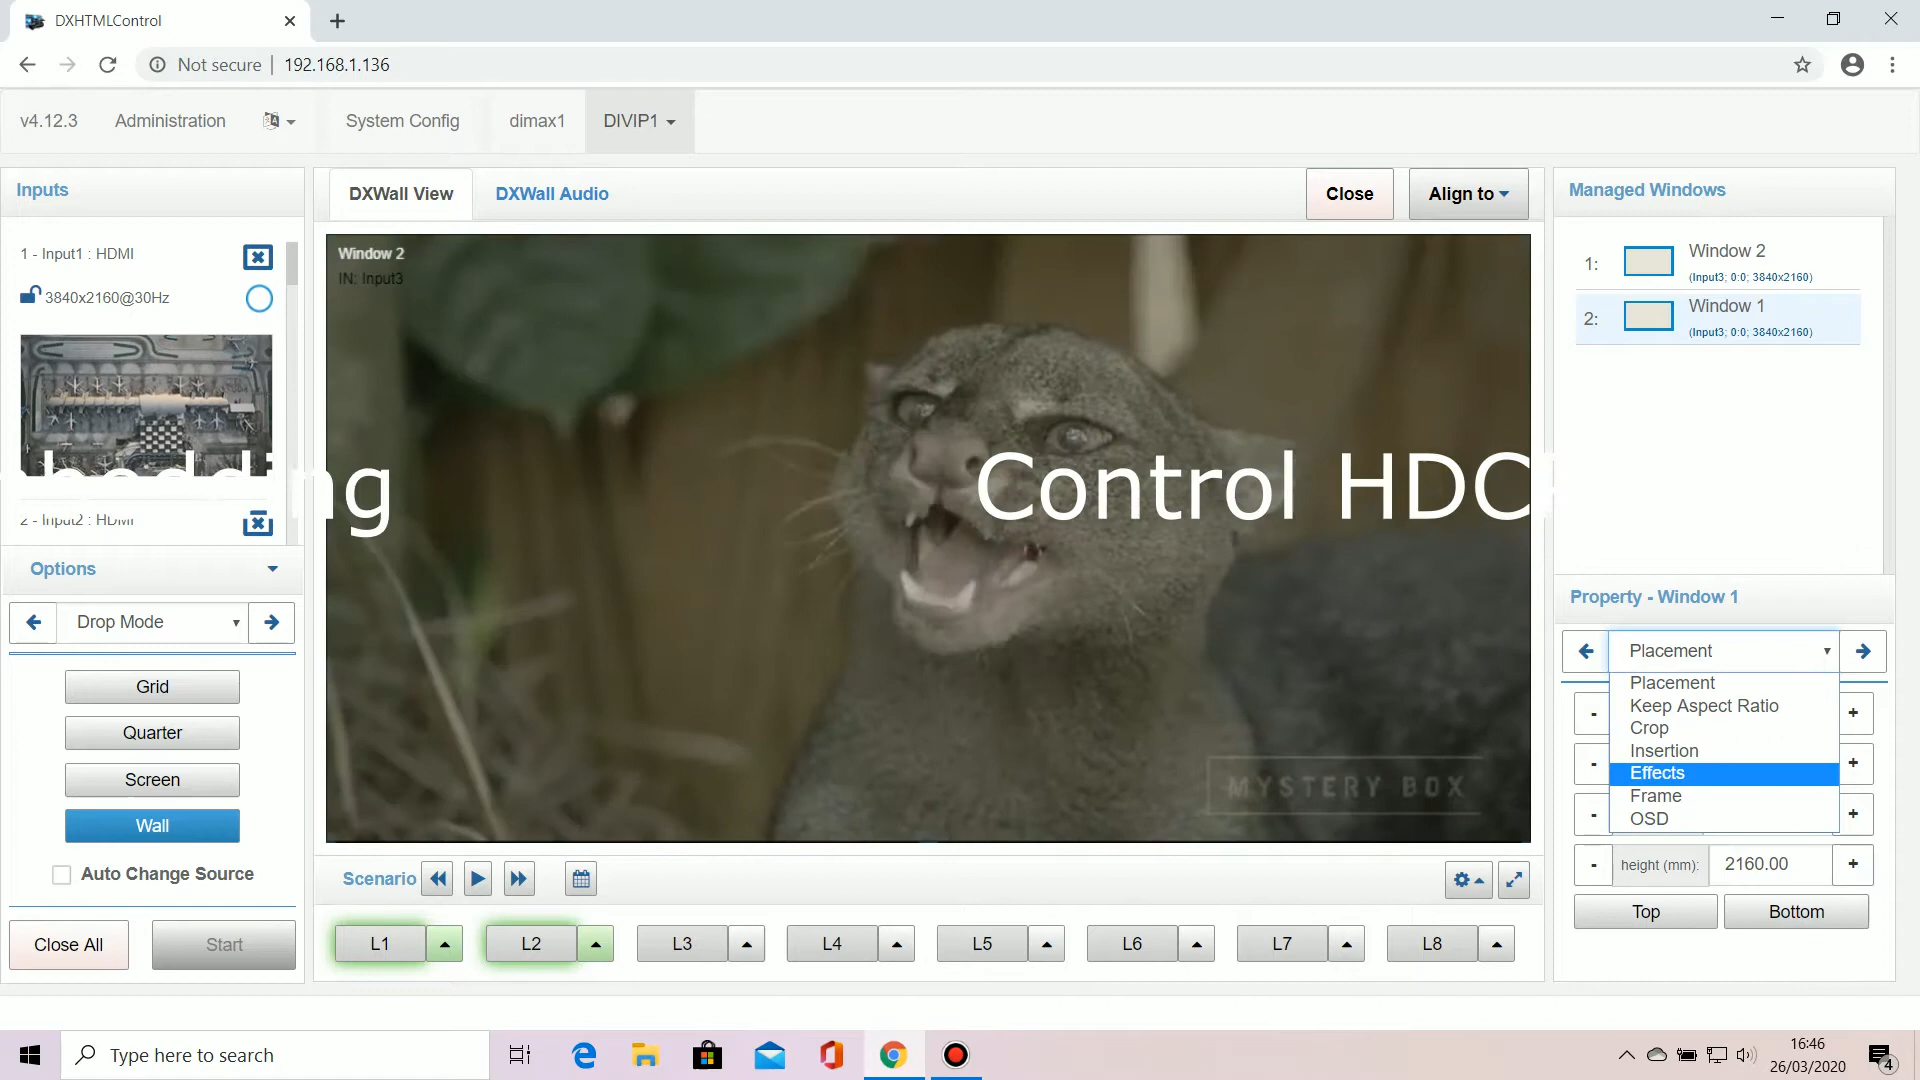 DXHTMLControl
Not secure
192.168.1.136
v4.12.3
Administration
System Config
dimax1
DIVIP1
Inputs
1 - Input1 : HDMI
3840x2160@30Hz
2 - Input2 : HDMI
Options
Drop Mode
Grid
Quarter
Screen
Wall
Auto Change Source
Close All
Start
DXWall View
DXWall Audio
Close
Align to
Window 2
IN: Input3
Control HDC
MYSTERY BOX
Scenario
L1
L2
L3
L4
L5
L6
L7
L8
Managed Windows
1:
Window 2
(Input3; 0:0; 3840x2160)
2:
Window 1
(Input3; 0:0; 3840x2160)
Property - Window 1
Placement
Placement
Keep Aspect Ratio
Crop
Insertion
Effects
Frame
OSD
- height (mm): 2160.00 +
Top
Bottom
Type here to search
16:46
26/03/2020
4